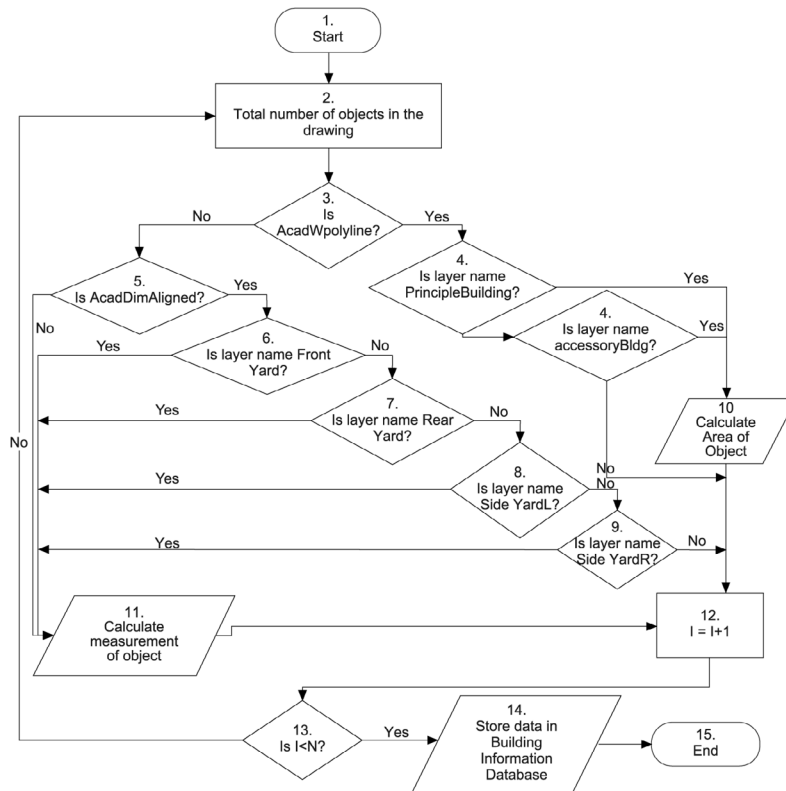 1.
Start
2.
Total number of objects in the
drawing
3.
Is
AcadWpolyline?
No
Yes
4.
Is layer name
PrincipleBuilding?
Yes
5.
Is AcadDimAligned?
Yes
No
4.
Is layer name
accessoryBldg?
Yes
6.
Is layer name Front
Yard?
Yes
No
7.
Is layer name Rear
Yard?
Yes
No
10
Calculate
Area of
Object
No
8.
Is layer name
Side YardL?
Yes
No
No
9.
Is layer name
Side YardR?
Yes
No
11.
Calculate
measurement
of object
12.
I = I+1
13.
Is I<N?
Yes
14.
Store data in
Building
Information
Database
15.
End